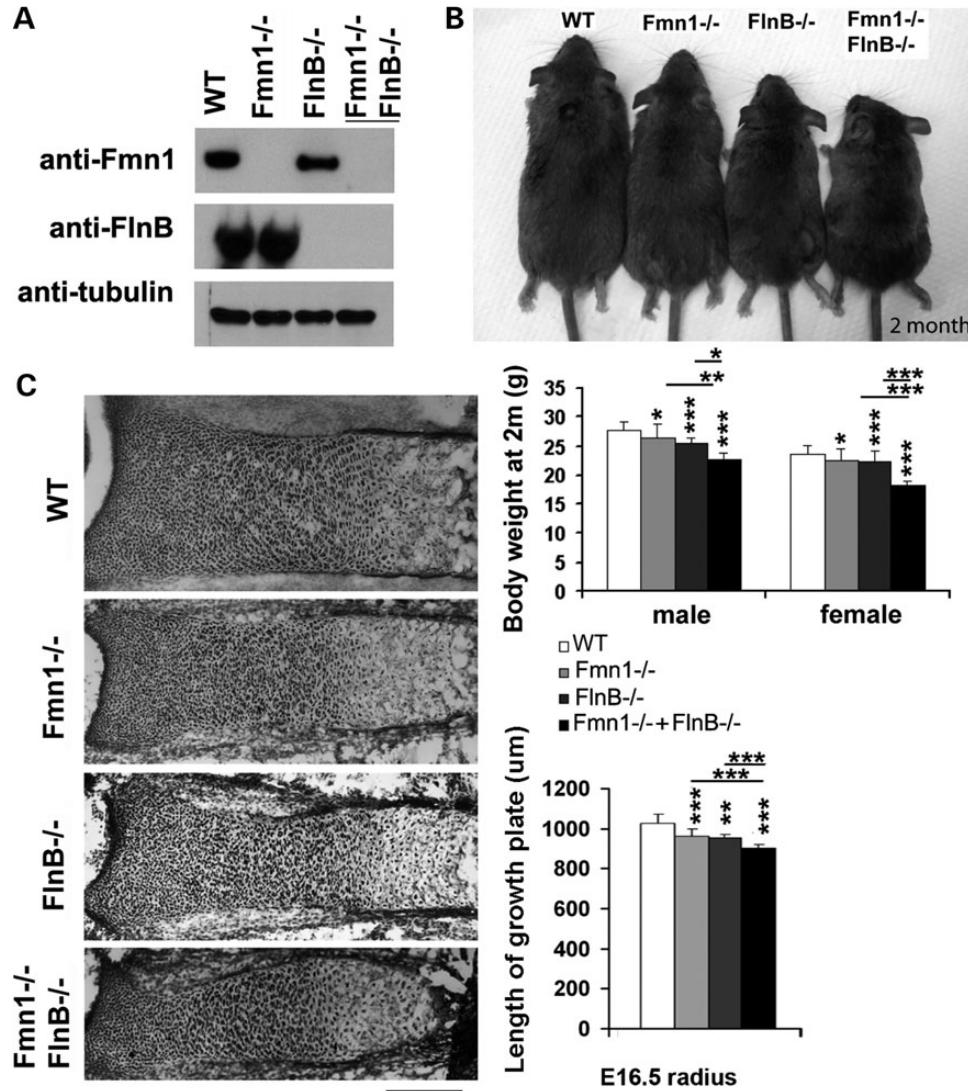 A
WT
Fmn1-/-
FlnB-/-
Fmn1-/-
FlnB-/-
anti-Fmn1
anti-FlnB
anti-tubulin
B
WT
Fmn1-/-
FlnB-/-
Fmn1-/-
FlnB-/-
2 month
C
WT
Fmn1-/-
FlnB-/-
Fmn1-/-
FlnB-/-
Body weight at 2m (g)
35
30
25
20
15
10
5
0
*
***
***
**
*
*
***
***
***
***
male
female
WT
Fmn1-/-
FlnB-/-
Fmn1-/-+FlnB-/-
Length of growth plate (um)
1200
1000
800
600
400
200
0
***
**
***
***
***
E16.5 radius